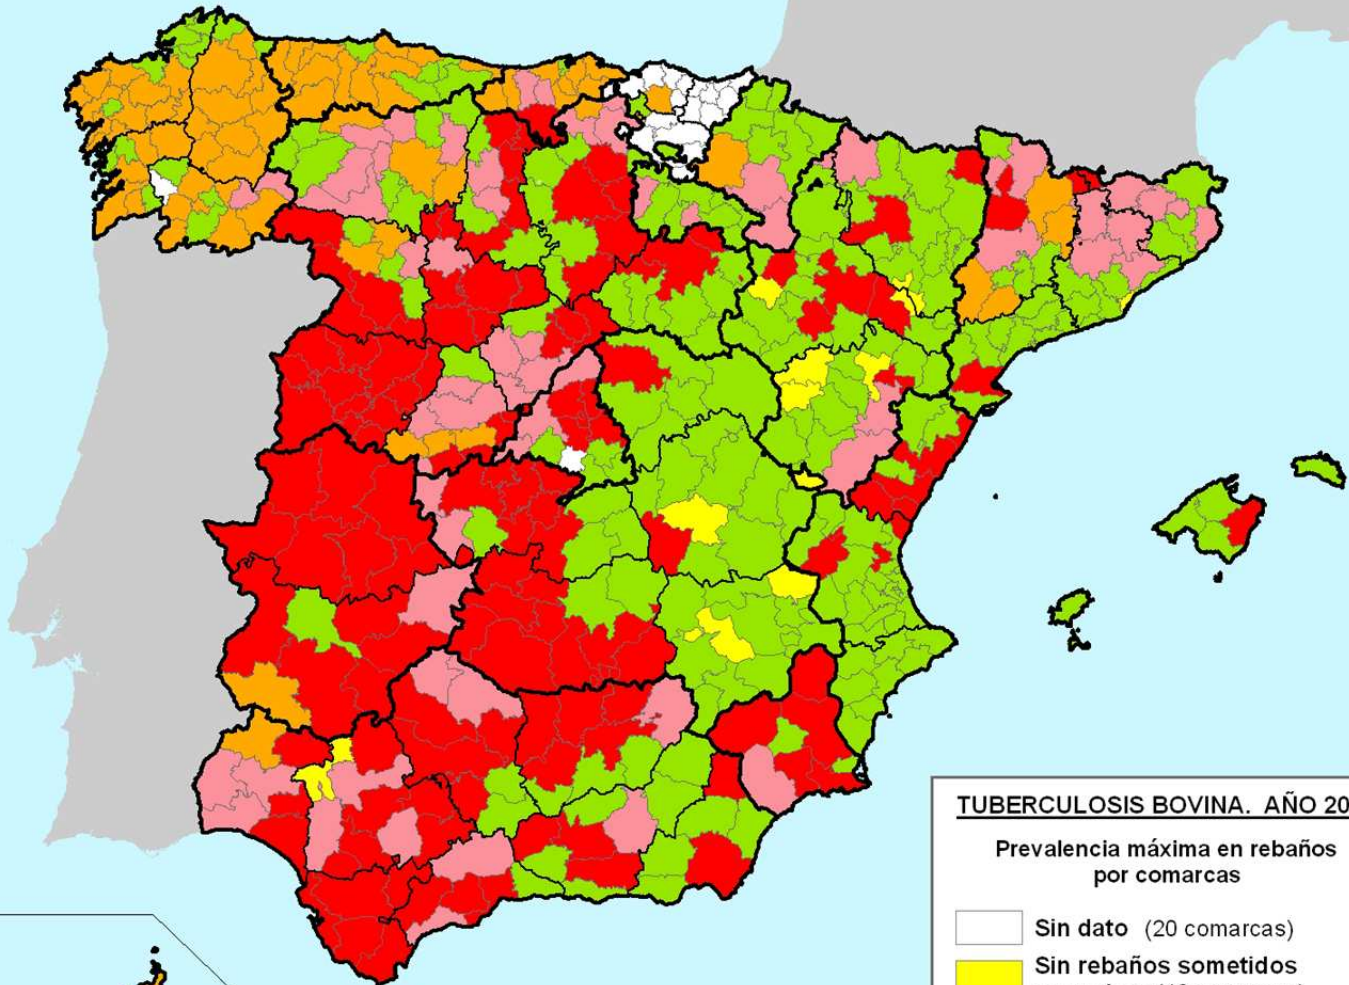 TUBERCULOSIS BOVINA. AÑO 20
Prevalencia máxima en rebaños
por comarcas
Sin dato (20 comarcas)
Sin rebaños sometidos